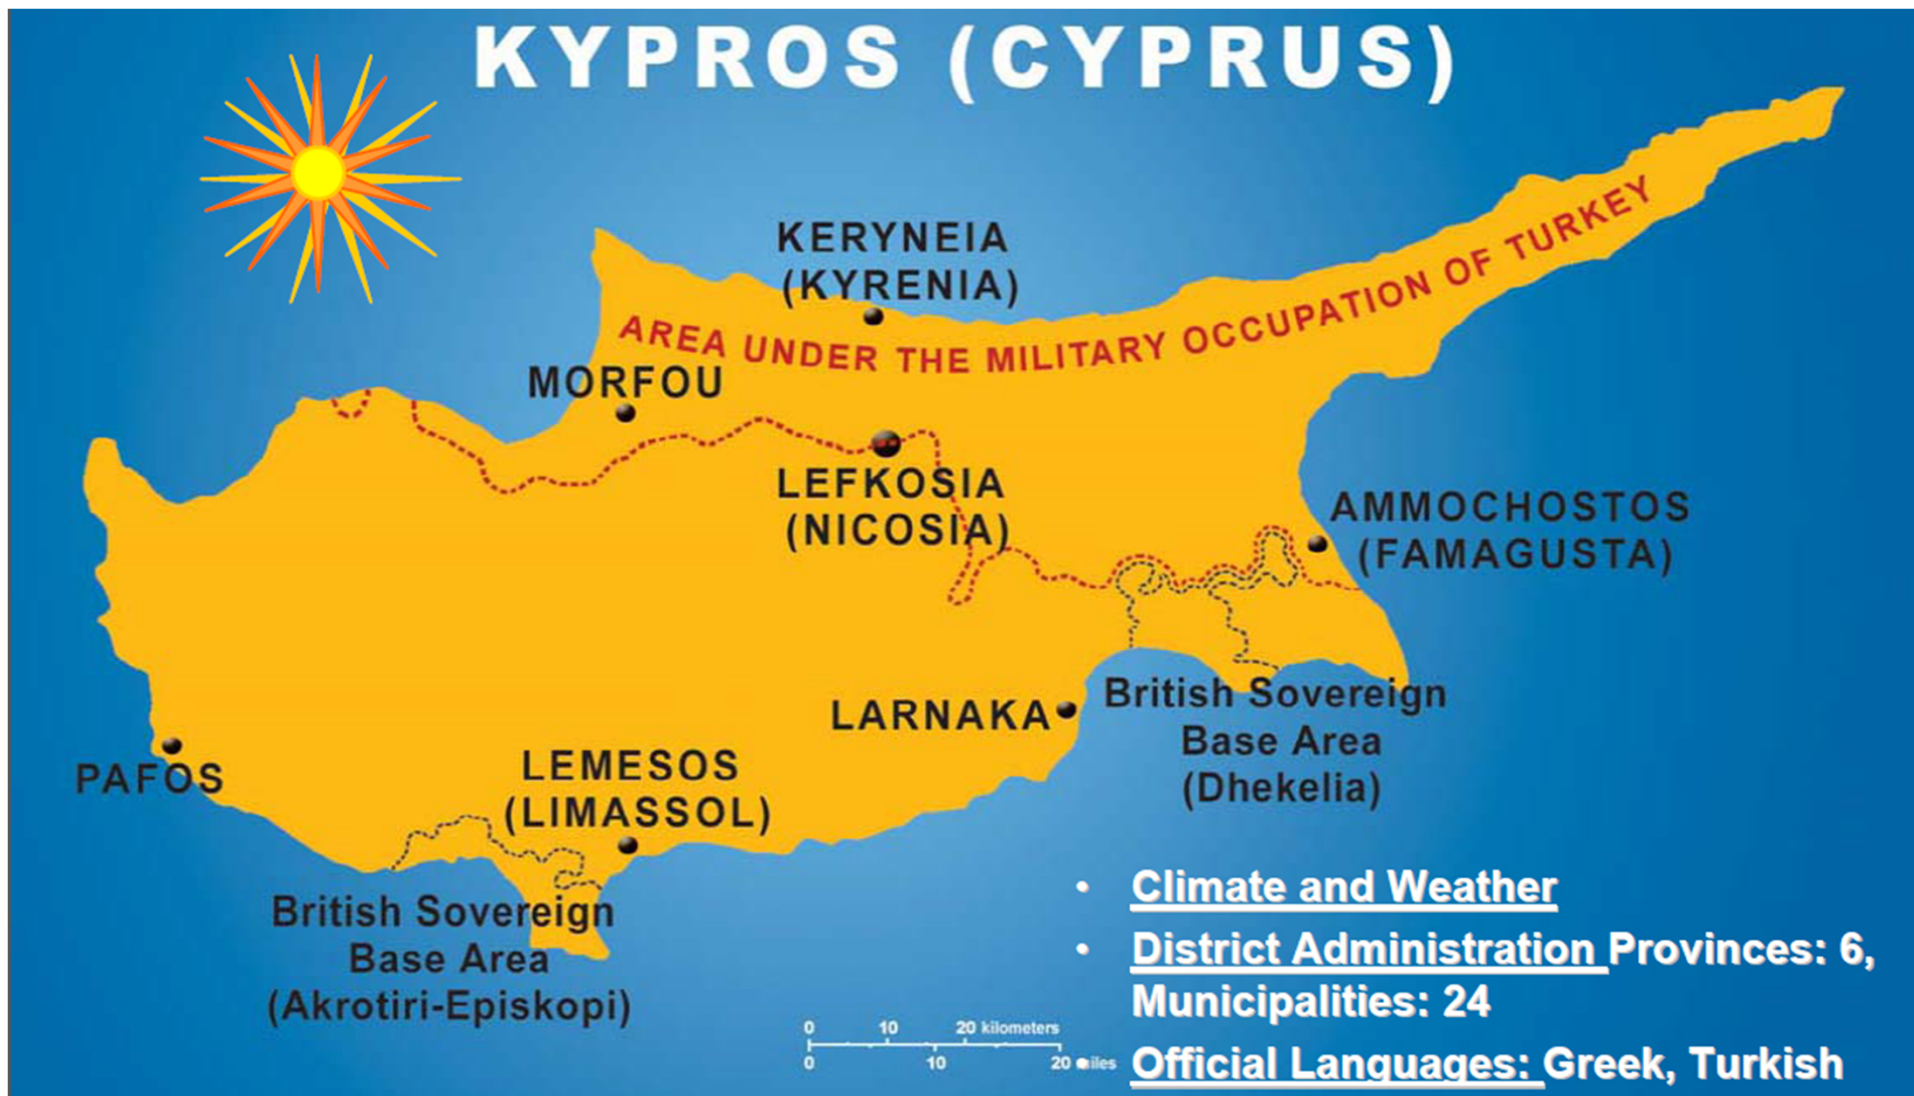 KYPROS (CYPRUS)
KERYNEIA
(KYRENIA)
AREA UNDER THE MILITARY OCCUPATION OF TURKEY
MORFOU
LEFKOSIA
(NICOSIA)
AMMOCHOSTOS
(FAMAGUSTA)
LARNAKA
British Sovereign
Base Area
(Dhekelia)
PAFOS
LEMESOS
(LIMASSOL)
British Sovereign
Base Area
(Akrotiri-Episkopi)
0 10 20 kilometers
0 10 20 miles
• Climate and Weather
• District Administration Provinces: 6,
Municipalities: 24
• Official Languages: Greek, Turkish